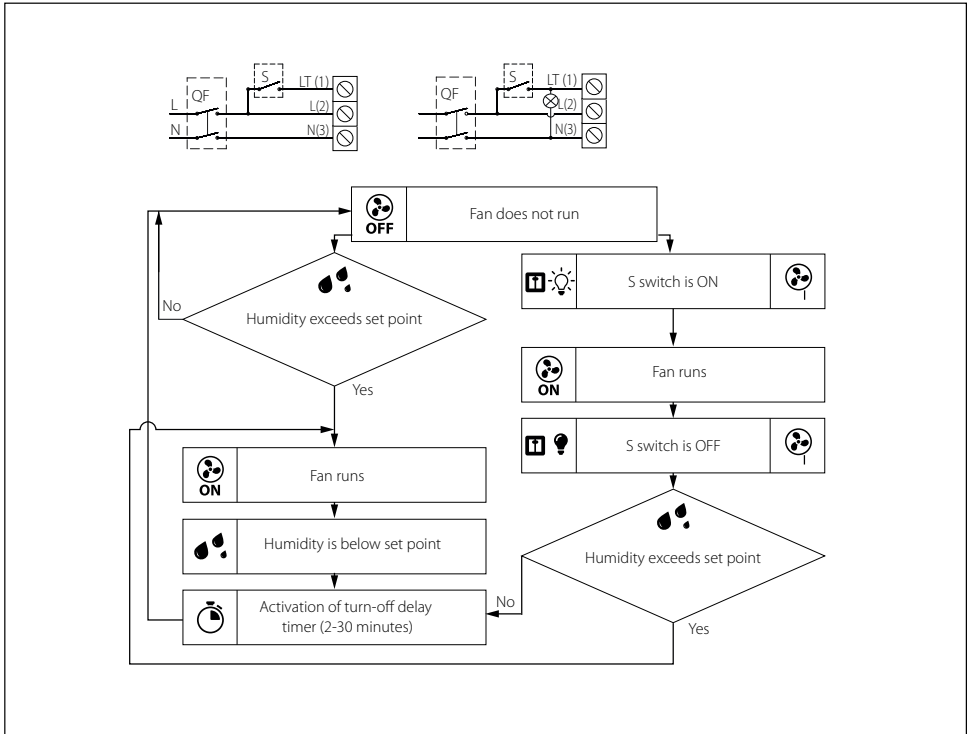 S
LT (1)
QF
L
L(2)
N
N(3)
S
LT (1)
QF
L(2)
N(3)
OFF
Fan does not run
Humidity exceeds set point
No
Yes
S switch is ON
ON
Fan runs
S switch is OFF
ON
Fan runs
Humidity is below set point
Activation of turn-off delay
timer (2-30 minutes)
Humidity exceeds set point
No
Yes